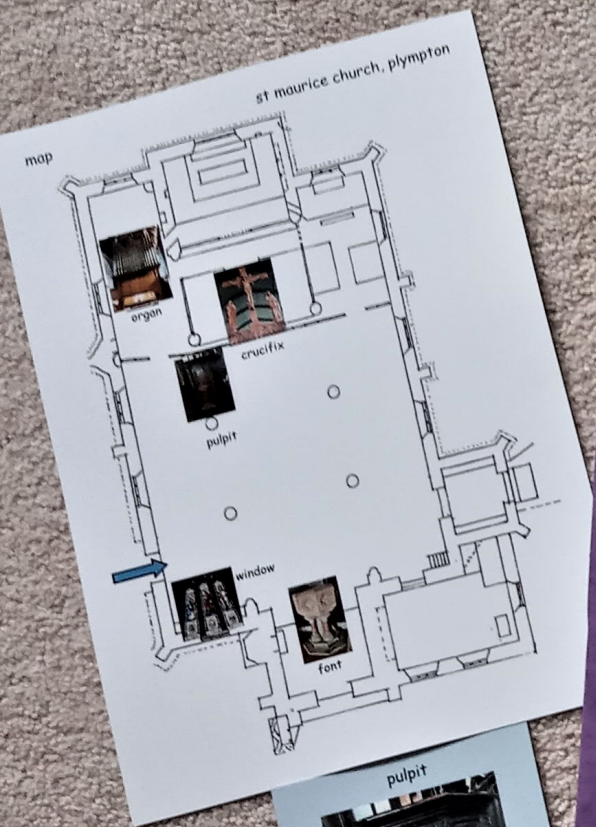 st maurice church, plympton
map
organ
crucifix
pulpit
window
font
pulpit